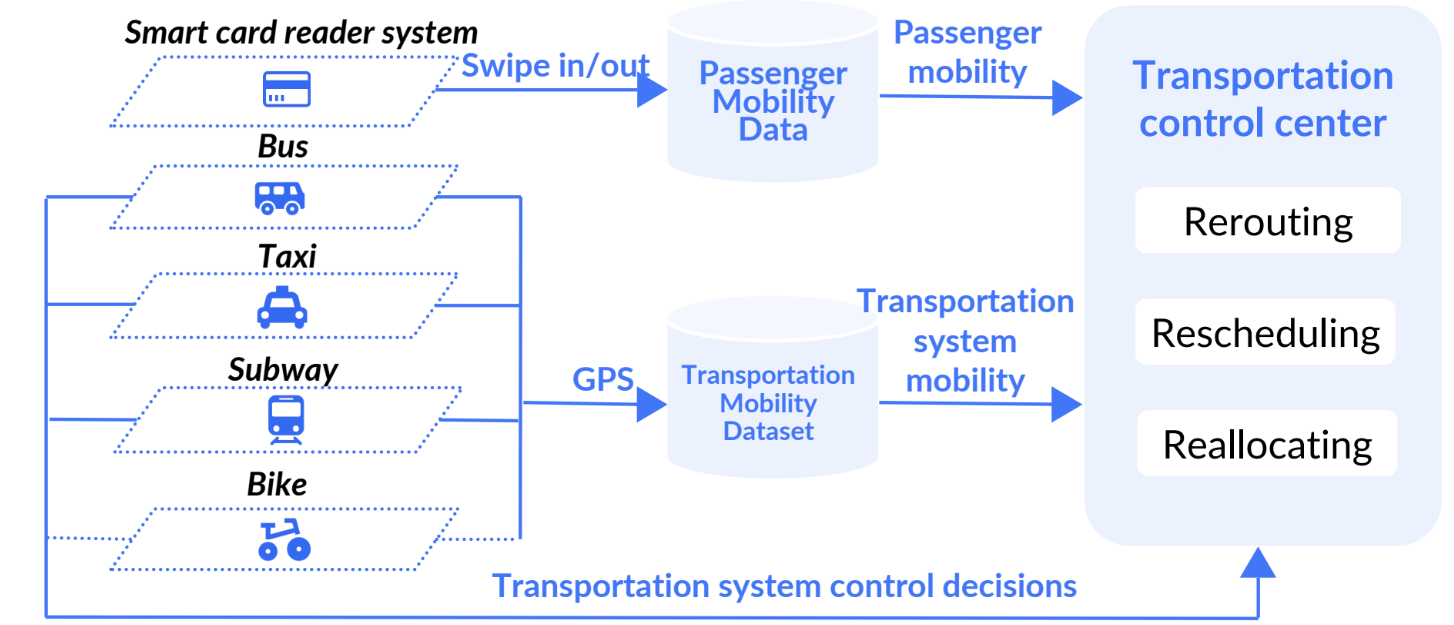 Smart card reader system
Swipe in/out
Passenger
Mobility
Data
Passenger
mobility
Transportation
control center
Bus
Rerouting
Taxi
Rescheduling
Transportation
system
mobility
Subway
GPS
Transportation
Mobility
Dataset
Reallocating
Bike
Transportation system control decisions